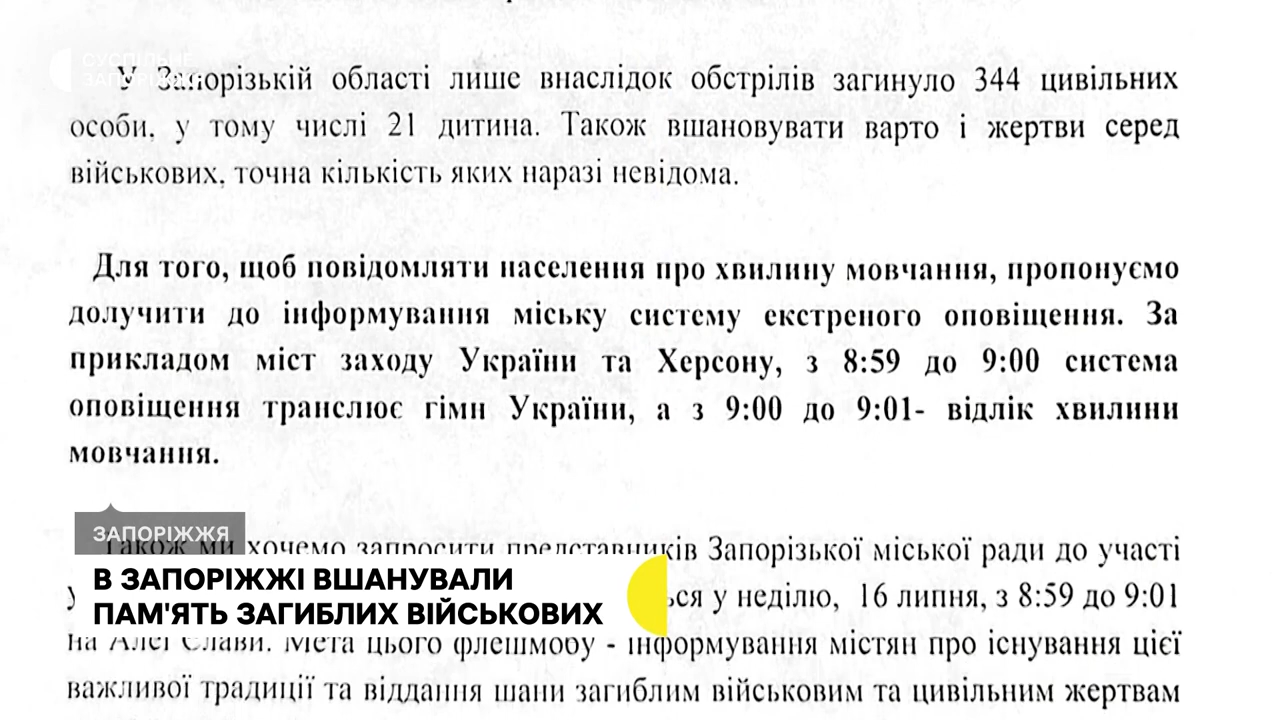 СУСПІЛЬНЕ
ЗАПОРІЖЖЯ
У Запорізькій області лише внаслідок обстрілів загинуло 344 цивільних
особи, у тому числі 21 дитина. Також вшановувати варто і жертви серед
військових, точна кількість яких наразі невідома.
Для того, щоб повідомляти населення про хвилину мовчання, пропонуємо
долучити до інформування міську систему екстреного оповіщення. За
прикладом міст заходу України та Херсону, з 8:59 до 9:00 система
оповіщення транслює гімн України, а з 9:00 до 9:01- відлік хвилини
мовчання.
ЗАПОРІЖЖЯ
Також ми хочемо запросити представників Запорізької міської ради до участі
В ЗАПОРІЖЖІ ВШАНУВАЛИ
ПАМ'ЯТЬ ЗАГИБЛИХ ВІЙСЬКОВИХ
у неділю, 16 липня, з 8:59 до 9:01
на Алеї Слави. Мета цього флешмобу - інформування містян про існування цієї
важливої традиції та віддання шани загиблим військовим та цивільним жертвам